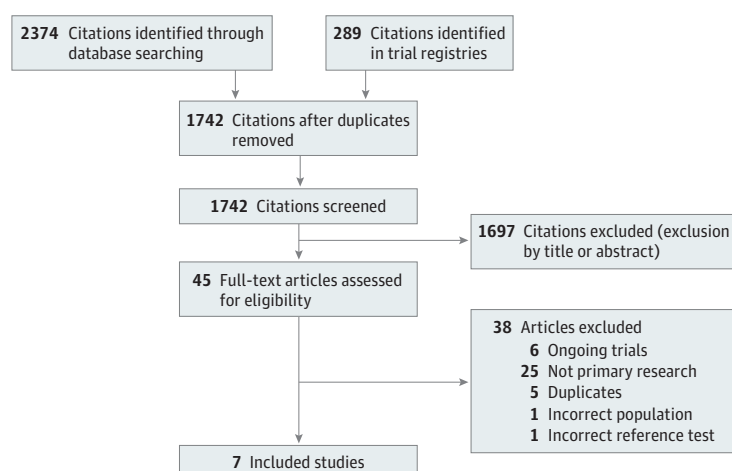 2374 Citations identified through
database searching
289 Citations identified
in trial registries
1742 Citations after duplicates
removed
1742 Citations screened
1697 Citations excluded (exclusion
by title or abstract)
45 Full-text articles assessed
for eligibility
38 Articles excluded
6 Ongoing trials
25 Not primary research
5 Duplicates
1 Incorrect population
1 Incorrect reference test
7 Included studies